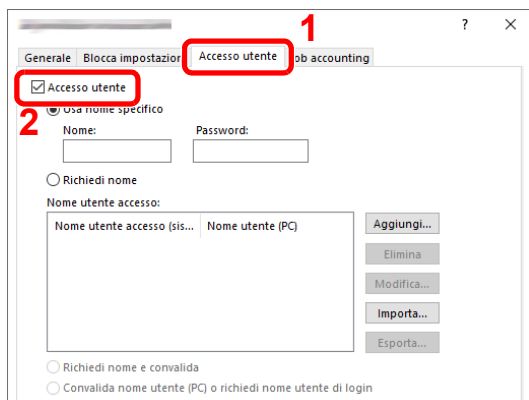 1
?
Generale Blocca impostazion Accesso utente ob accounting
Accesso utente
2
Usa nome specifico
Nome: Password:
Richiedi nome
Nome utente accesso:
Nome utente accesso (sis... Nome utente (PC)
Aggiungi...
Elimina
Modifica...
Importa...
Esporta...
Richiedi nome e convalida
Convalida nome utente (PC) o richiedi nome utente di login